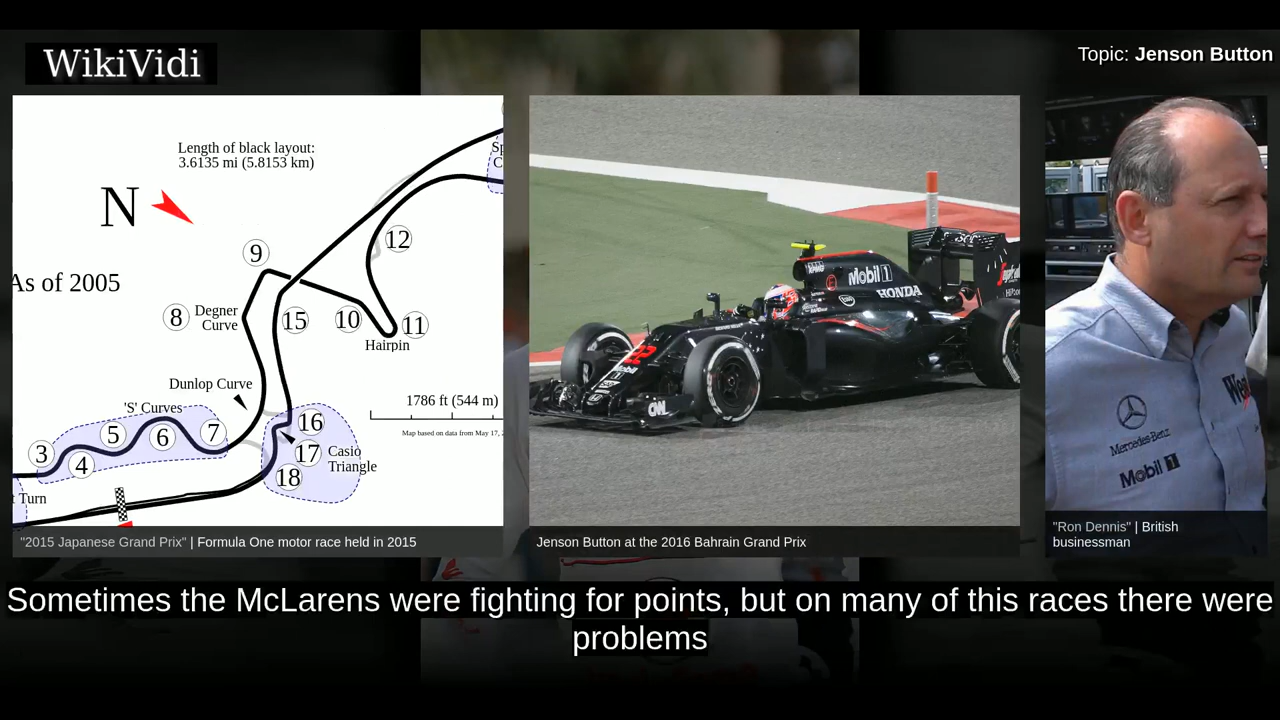 WikiVidi
Topic: Jenson Button
Length of black layout:
3.6135 mi (5.8153 km)
N
As of 2005
9
12
8
Degner
Curve
15
10
11
Hairpin
Dunlop Curve
'S' Curves
1786 ft (544 m)
Map based on data from May 17,
3
4
5
6
7
16
17
18
Casio
Triangle
Turn
Mobil 1
HONDA
KPMG
22
Mobil 1
CNN
Mercedes-Benz
Mobil 1
"2015 Japanese Grand Prix" | Formula One motor race held in 2015
Jenson Button at the 2016 Bahrain Grand Prix
"Ron Dennis" | British
businessman
Sometimes the McLarens were fighting for points, but on many of this races there were
problems